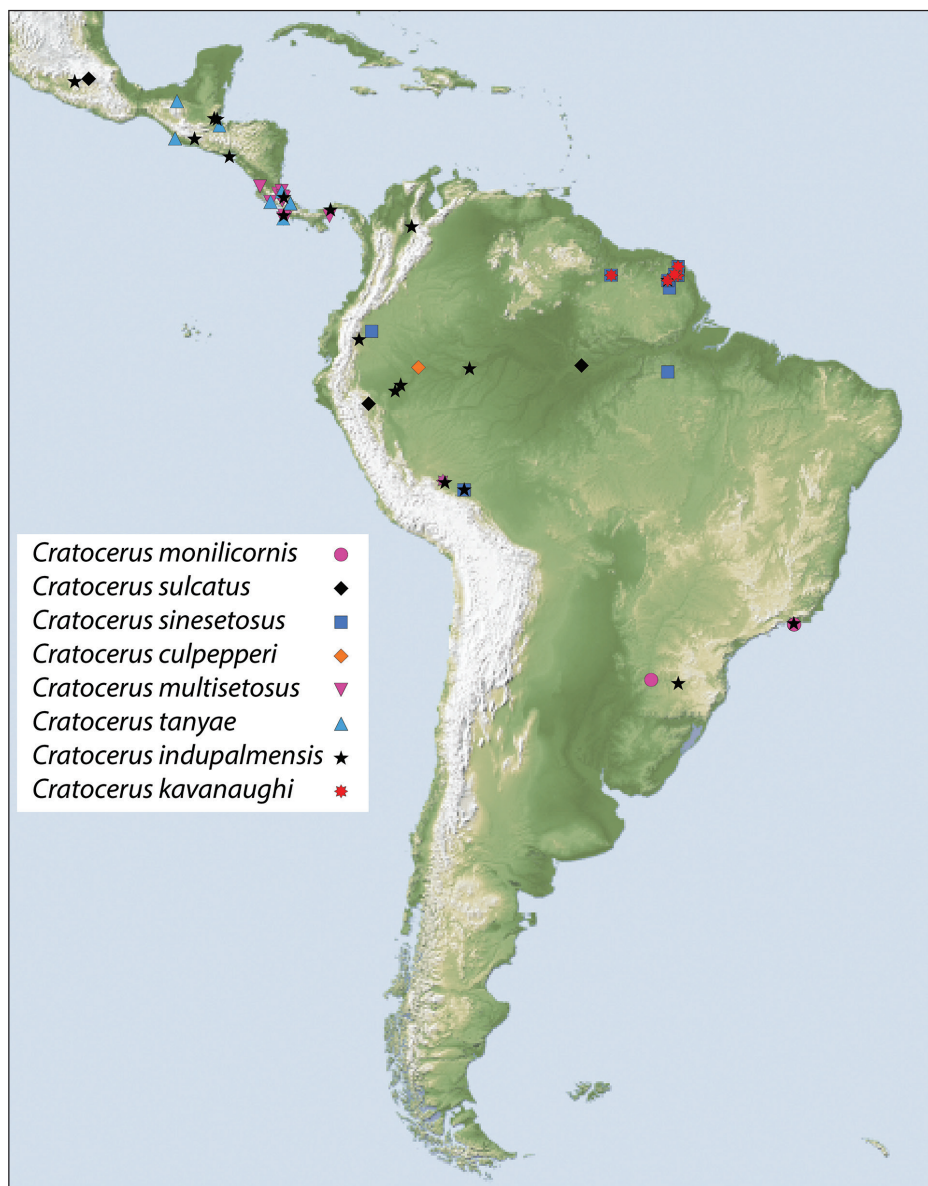 Cratocerus monilicornis
Cratocerus sulcatus
Cratocerus sinesetosus
Cratocerus culpepperi
Cratocerus multisetosus
Cratocerus tanyae
Cratocerus indupalmensis
Cratocerus kavanaughi